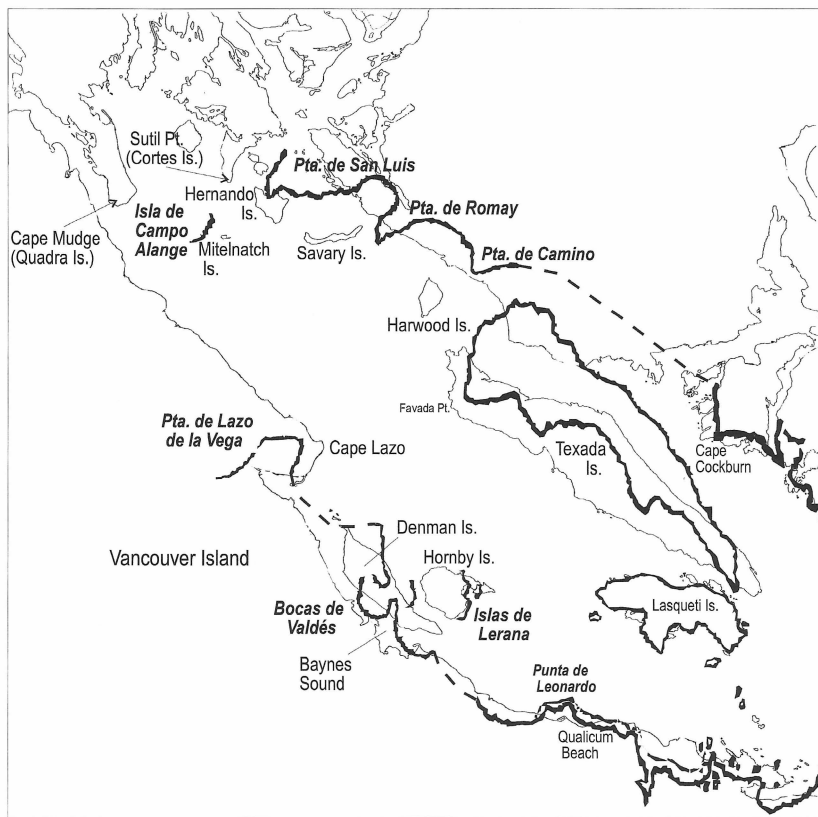 Sutil Pt.
(Cortes Is.)
Pta. de San Luis
Hernando
Is.
Isla de
Campo
Alange
Pta. de Romay
Cape Mudge
(Quadra Is.)
Mitelnatch
Is.
Savary Is.
Pta. de Camino
Harwood Is.
Favada Pt.
Pta. de Lazo
de la Vega
Cape Lazo
Texada
Is.
Cape
Cockburn
Denman Is.
Vancouver Island
Hornby Is.
Bocas de
Valdés
Islas de
Lerana
Lasqueti Is.
Baynes
Sound
Punta de
Leonardo
Qualicum
Beach